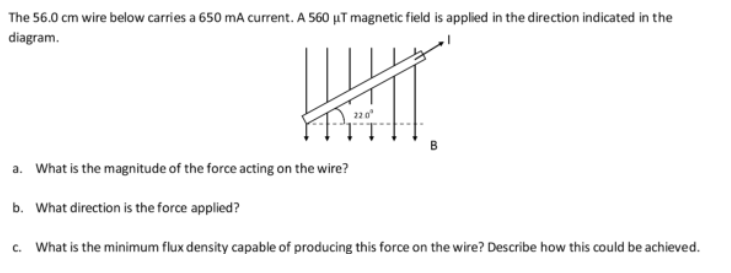 The 56.0 cm wire below carries a 650 mA current. A 560 µT magnetic field is applied in the direction indicated in the
diagram.
I
22.0°
B
a. What is the magnitude of the force acting on the wire?
b. What direction is the force applied?
c. What is the minimum flux density capable of producing this force on the wire? Describe how this could be achieved.